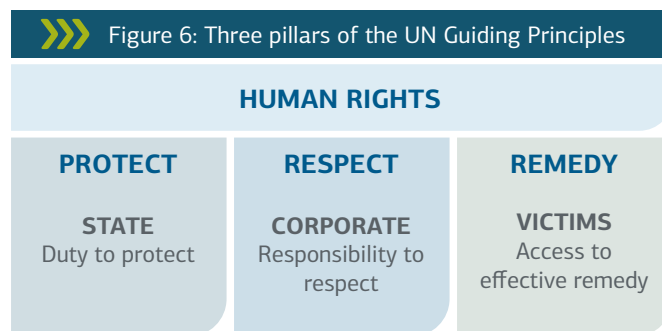 Figure 6: Three pillars of the UN Guiding Principles
HUMAN RIGHTS
PROTECT
STATE
Duty to protect
RESPECT
CORPORATE
Responsibility to
respect
REMEDY
VICTIMS
Access to
effective remedy